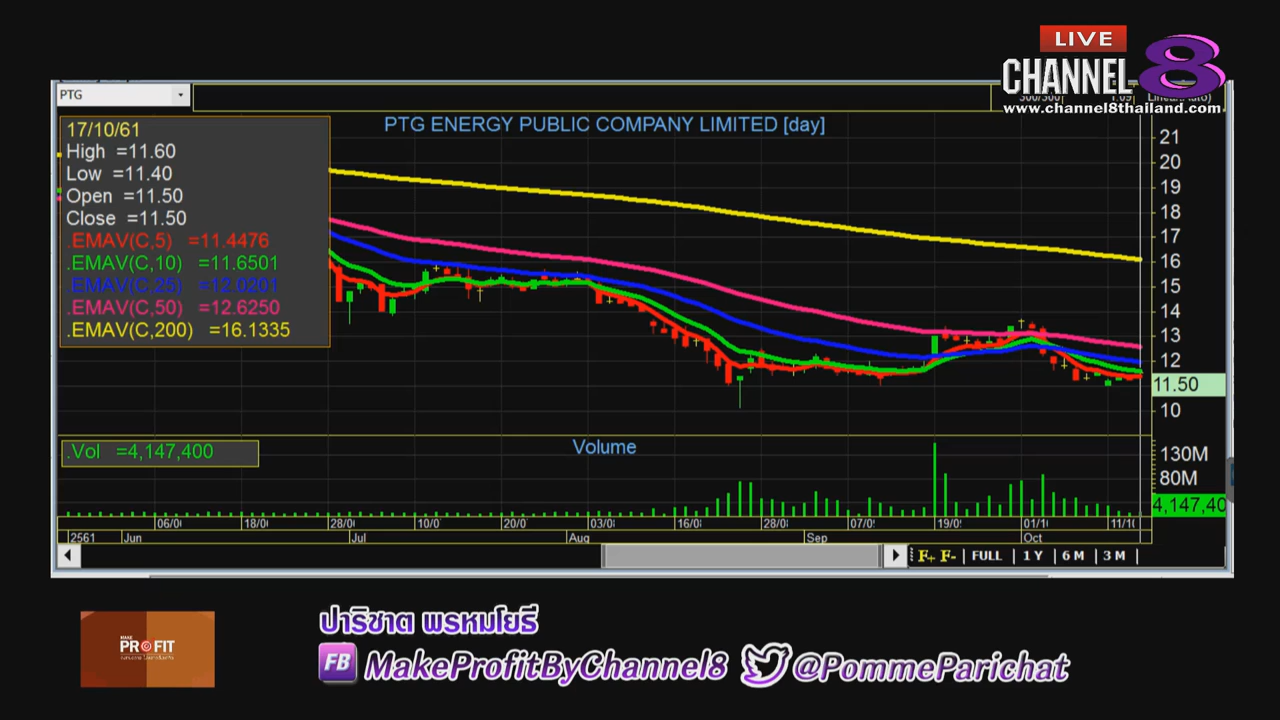 LIVE
CHANNEL 8
www.channel8thailand.com
PTG
PTG ENERGY PUBLIC COMPANY LIMITED [day]
17/10/61
High =11.60
Low =11.40
Open =11.50
Close =11.50
.EMAV(C,5) =11.4476
.EMAV(C,10) =11.6501
.EMAV(C,25) =12.0201
.EMAV(C,50) =12.6250
.EMAV(C,200) =16.1335
21
20
19
18
17
16
15
14
13
12
11.50
10
.Vol =4,147,400
Volume
130M
80M
4,147,40
06/0 18/0 28/0 10/0 20/0 03/0 16/0 28/0 07/0 19/0 01/1 11/1
2561 Jun Jul Aug Sep Oct
F+ F- FULL 1 Y 6 M 3 M
MAKE
PROFIT
ปาริชาต พรหมโยธี
FB MakeProfitByChannel8 @PommeParichat